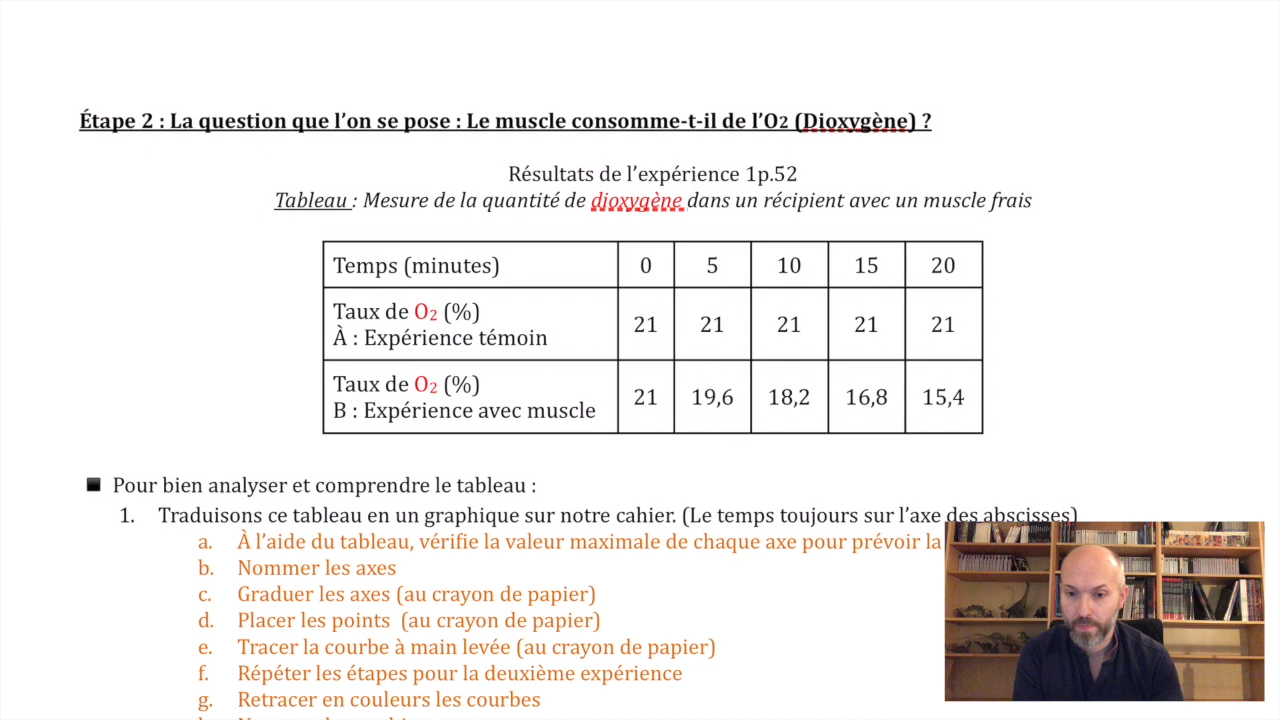 Étape 2 : La question que l’on se pose : Le muscle consomme-t-il de l’O2 (Dioxygène) ?
Résultats de l’expérience 1p.52
Tableau : Mesure de la quantité de dioxygène dans un récipient avec un muscle frais
Temps (minutes) 0 5 10 15 20
Taux de O2 (%)
À : Expérience témoin 21 21 21 21 21
Taux de O2 (%)
B : Expérience avec muscle 21 19,6 18,2 16,8 15,4
Pour bien analyser et comprendre le tableau :
1. Traduisons ce tableau en un graphique sur notre cahier. (Le temps toujours sur l’axe des abscisses)
a. À l’aide du tableau, vérifie la valeur maximale de chaque axe pour prévoir la
b. Nommer les axes
c. Graduer les axes (au crayon de papier)
d. Placer les points (au crayon de papier)
e. Tracer la courbe à main levée (au crayon de papier)
f. Répéter les étapes pour la deuxième expérience
g. Retracer en couleurs les courbes